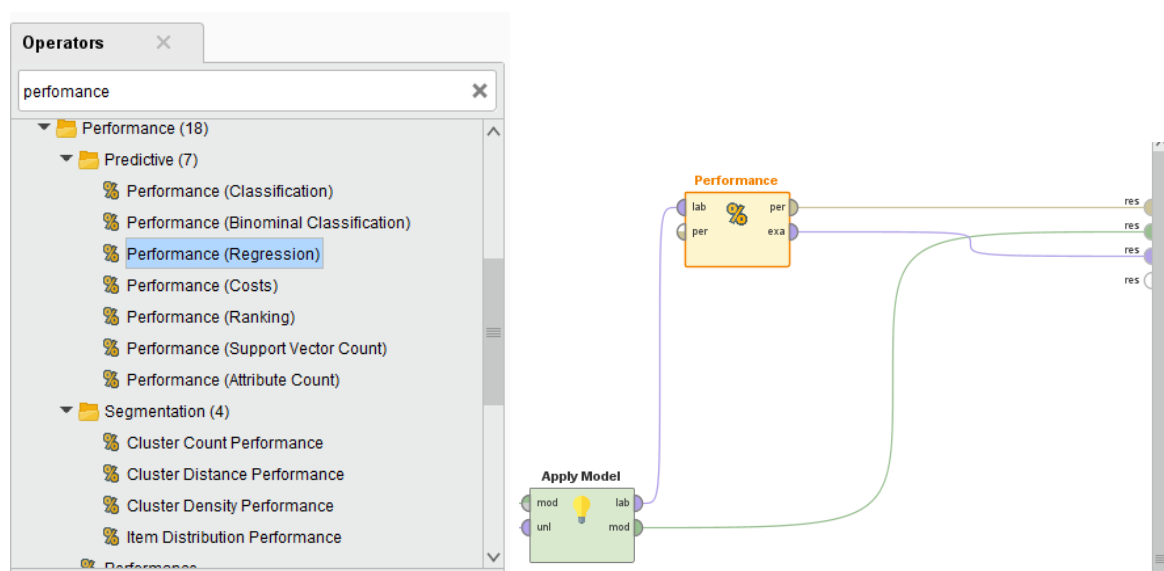 Operators
perfomance
Performance (18)
Predictive (7)
Performance (Classification)
Performance (Binominal Classification)
Performance (Regression)
Performance (Costs)
Performance (Ranking)
Performance (Support Vector Count)
Performance (Attribute Count)
Segmentation (4)
Cluster Count Performance
Cluster Distance Performance
Cluster Density Performance
Item Distribution Performance
Performance
Performance
lab per
per exa
res
res
res
res
Apply Model
mod lab
unl mod